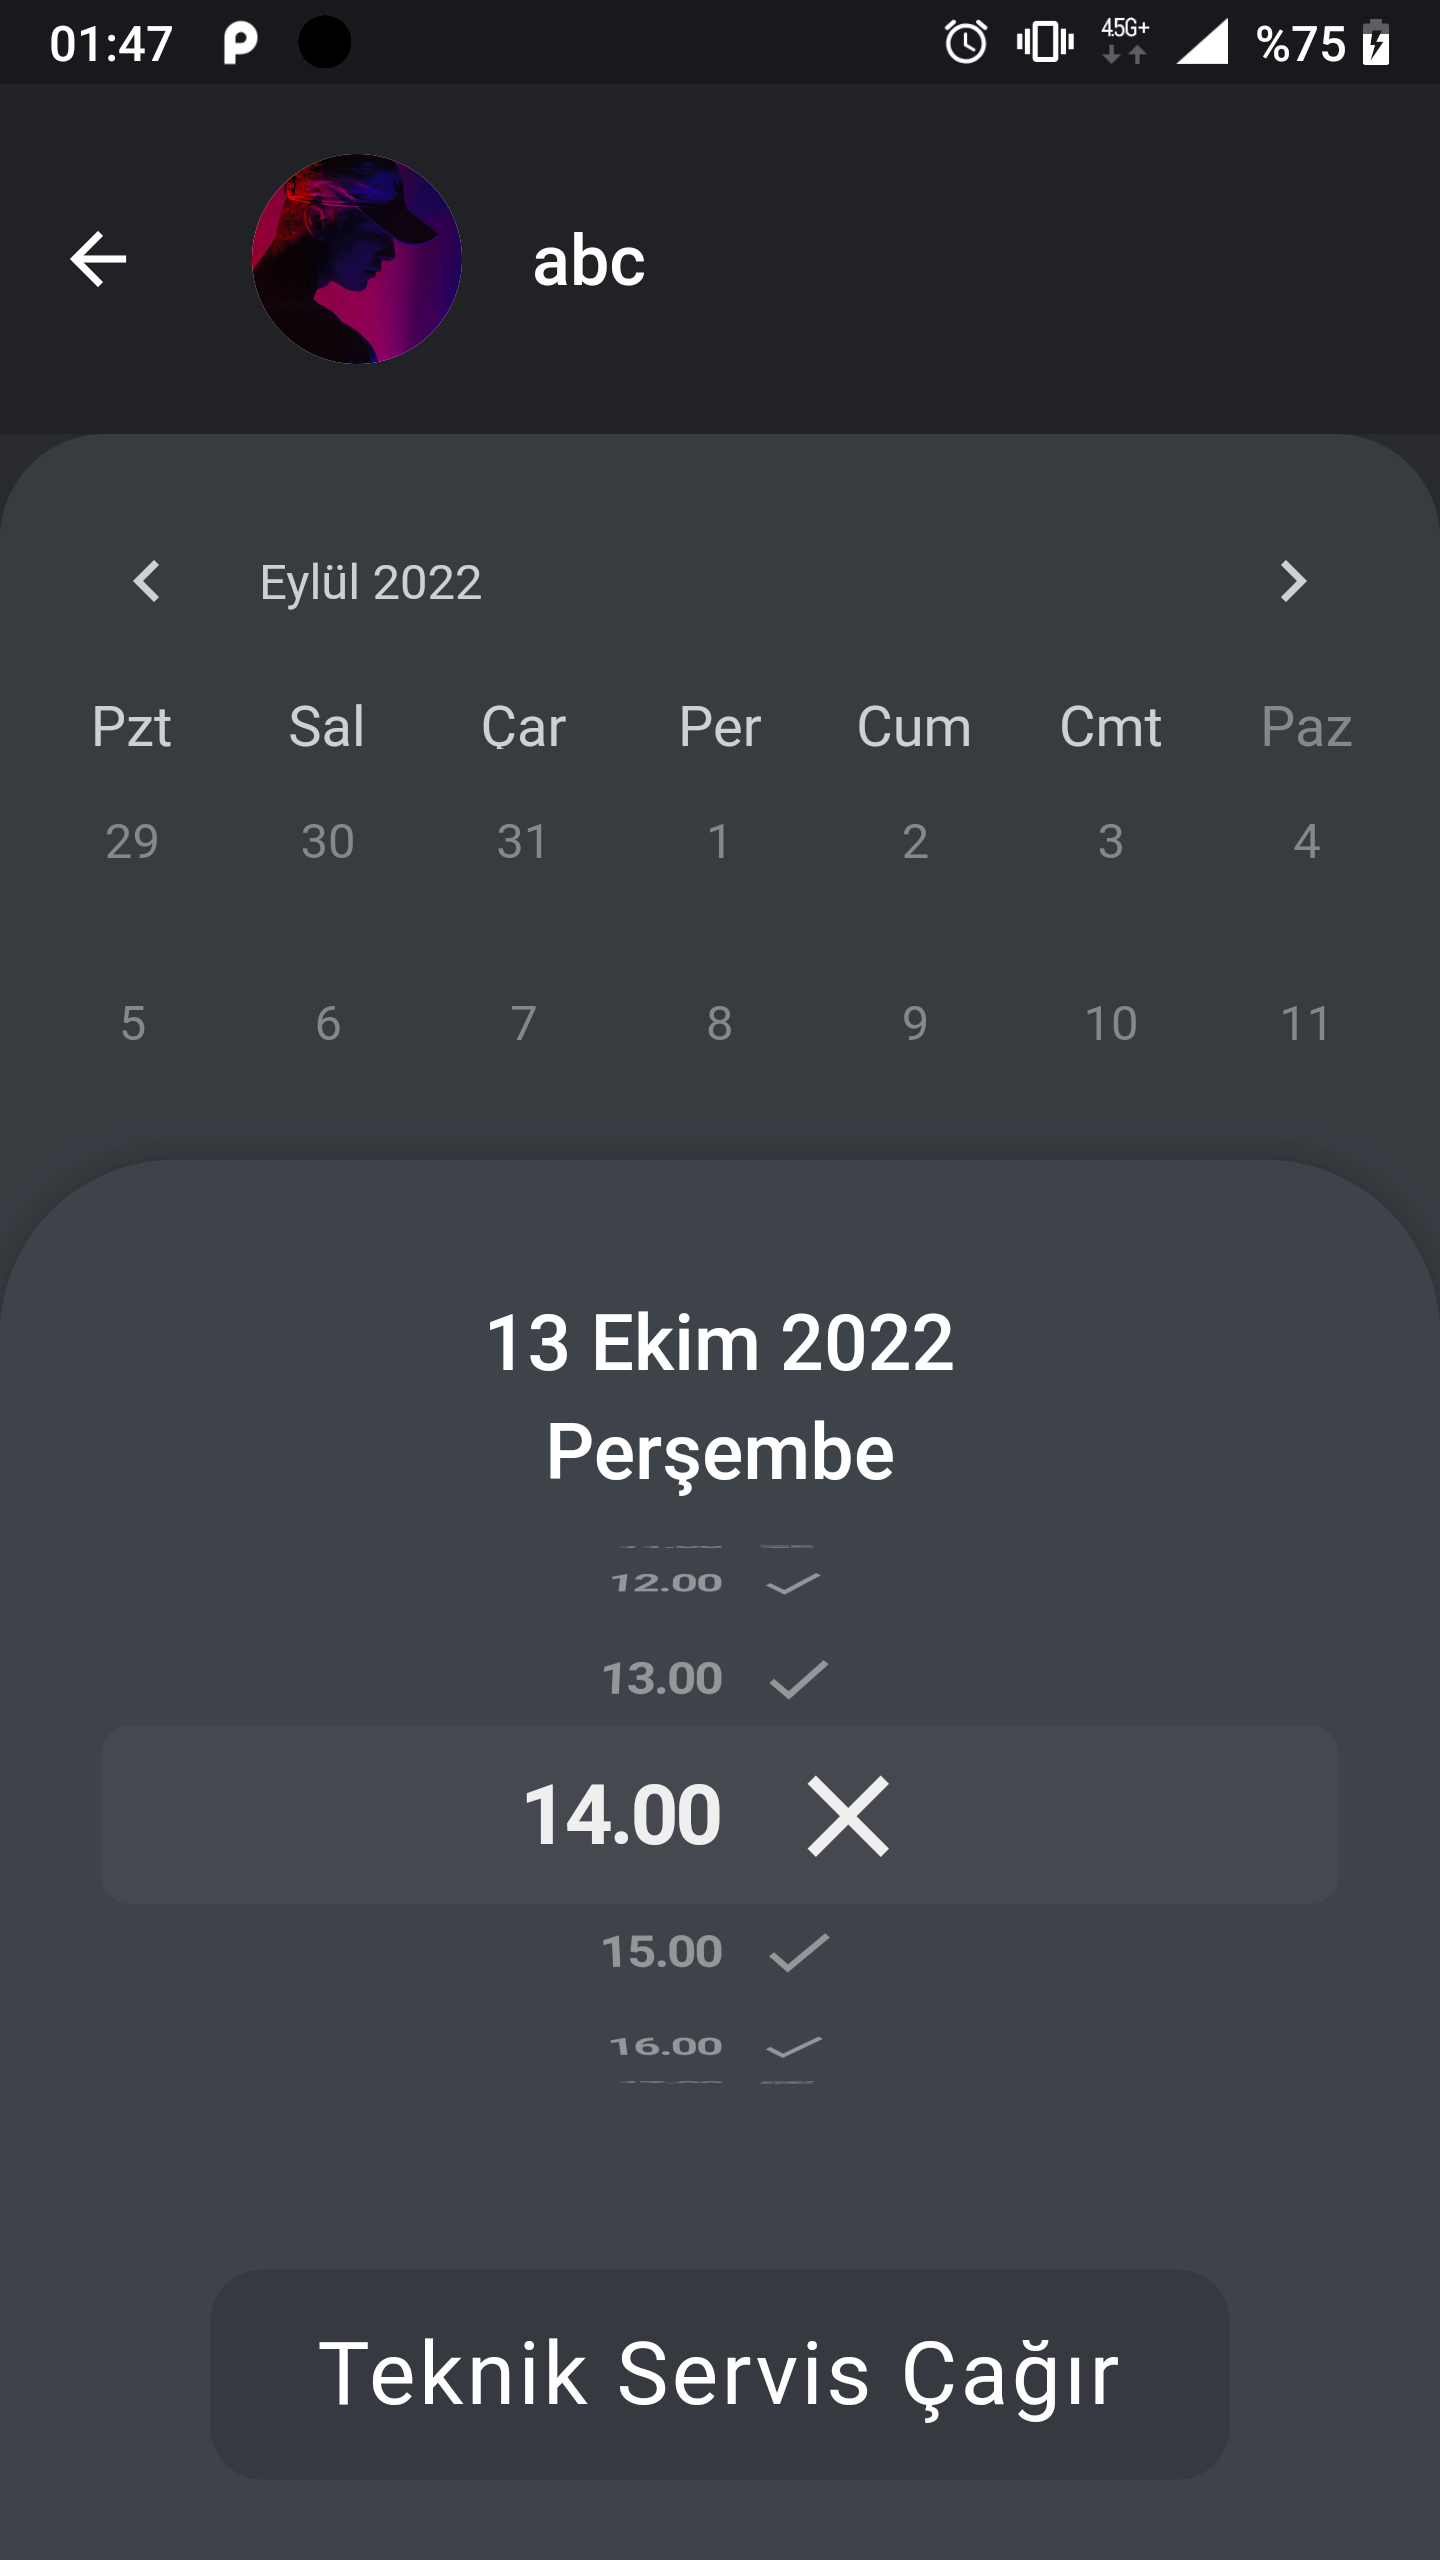 01:47 4.5G+ %75
abc
Eylül 2022
Pzt Sal Çar Per Cum Cmt Paz
29 30 31 1 2 3 4
5 6 7 8 9 10 11
13 Ekim 2022
Perşembe
12.00
13.00
14.00
15.00
16.00
Teknik Servis Çağır